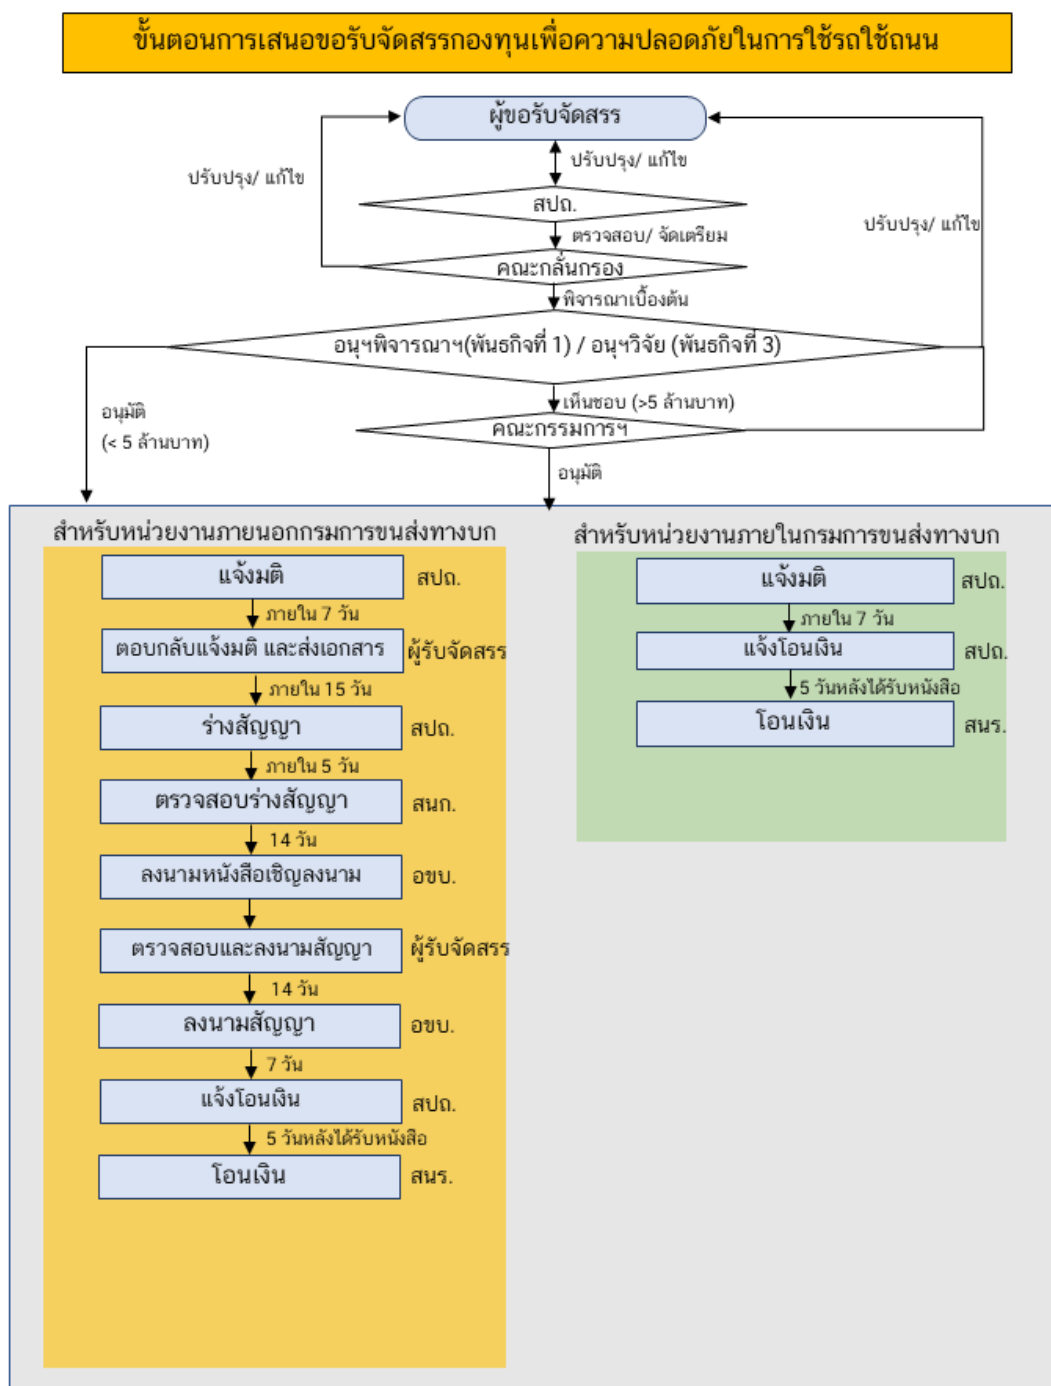 ขั้นตอนการเสนอขอรับจัดสรรกองทุนเพื่อความปลอดภัยในการใช้รถใช้ถนน
ผู้ขอรับจัดสรร
ปรับปรุง/ แก้ไข
ปรับปรุง/ แก้ไข
สปถ.
ปรับปรุง/ แก้ไข
ตรวจสอบ/ จัดเตรียม
คณะกลั่นกรอง
พิจารณาเบื้องต้น
อนุฯพิจารณาฯ(พันธกิจที่ 1) / อนุฯวิจัย (พันธกิจที่ 3)
เห็นชอบ (>5 ล้านบาท)
อนุมัติ
(< 5 ล้านบาท)
คณะกรรมการฯ
อนุมัติ
สำหรับหน่วยงานภายนอกกรมการขนส่งทางบก
แจ้งมติ สปถ.
ภายใน 7 วัน
ตอบกลับแจ้งมติ และส่งเอกสาร ผู้รับจัดสรร
ภายใน 15 วัน
ร่างสัญญา สปถ.
ภายใน 5 วัน
ตรวจสอบร่างสัญญา สนก.
14 วัน
ลงนามหนังสือเชิญลงนาม อขบ.
ตรวจสอบและลงนามสัญญา ผู้รับจัดสรร
14 วัน
ลงนามสัญญา อขบ.
7 วัน
แจ้งโอนเงิน สปถ.
5 วันหลังได้รับหนังสือ
โอนเงิน สนร.
สำหรับหน่วยงานภายในกรมการขนส่งทางบก
แจ้งมติ สปถ.
ภายใน 7 วัน
แจ้งโอนเงิน สปถ.
5 วันหลังได้รับหนังสือ
โอนเงิน สนร.